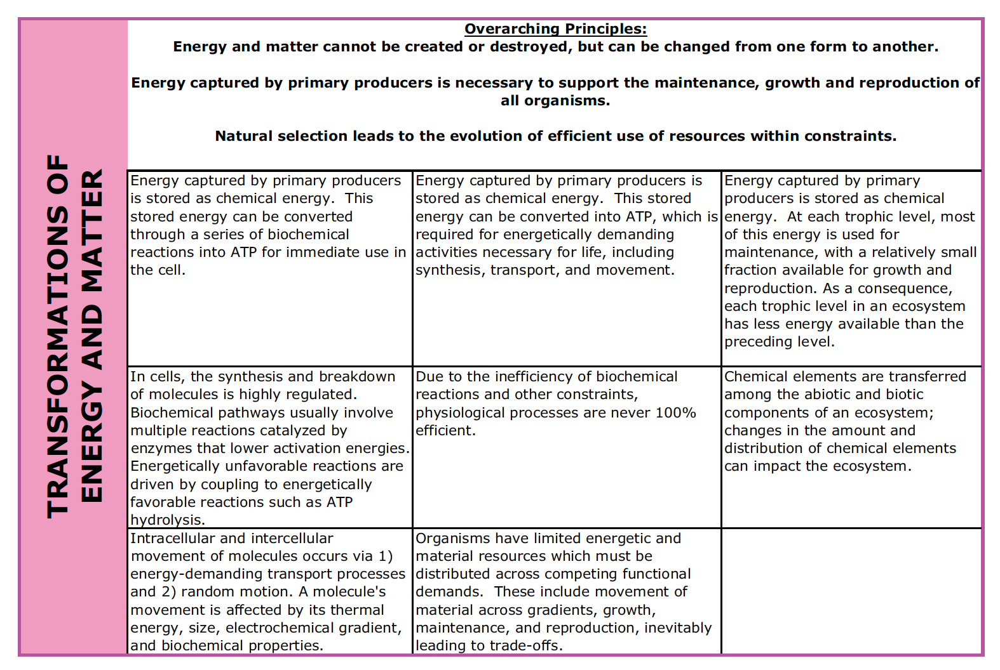 TRANSFORMATIONS OF
ENERGY AND MATTER
Overarching Principles:
Energy and matter cannot be created or destroyed, but can be changed from one form to another.
Energy captured by primary producers is necessary to support the maintenance, growth and reproduction of
all organisms.
Natural selection leads to the evolution of efficient use of resources within constraints.
Energy captured by primary producers
is stored as chemical energy.  This
stored energy can be converted
through a series of biochemical
reactions into ATP for immediate use in
the cell.
Energy captured by primary producers is
stored as chemical energy.  This stored
energy can be converted into ATP, which is
required for energetically demanding
activities necessary for life, including
synthesis, transport, and movement.
Energy captured by primary
producers is stored as chemical
energy.  At each trophic level, most
of this energy is used for
maintenance, with a relatively small
fraction available for growth and
reproduction. As a consequence,
each trophic level in an ecosystem
has less energy available than the
preceding level.
In cells, the synthesis and breakdown
of molecules is highly regulated.
Biochemical pathways usually involve
multiple reactions catalyzed by
enzymes that lower activation energies.
Energetically unfavorable reactions are
driven by coupling to energetically
favorable reactions such as ATP
hydrolysis.
Due to the inefficiency of biochemical
reactions and other constraints,
physiological processes are never 100%
efficient.
Chemical elements are transferred
among the abiotic and biotic
components of an ecosystem;
changes in the amount and
distribution of chemical elements
can impact the ecosystem.
Intracellular and intercellular
movement of molecules occurs via 1)
energy-demanding transport processes
and 2) random motion. A molecule's
movement is affected by its thermal
energy, size, electrochemical gradient,
and biochemical properties.
Organisms have limited energetic and
material resources which must be
distributed across competing functional
demands.  These include movement of
material across gradients, growth,
maintenance, and reproduction, inevitably
leading to trade-offs.